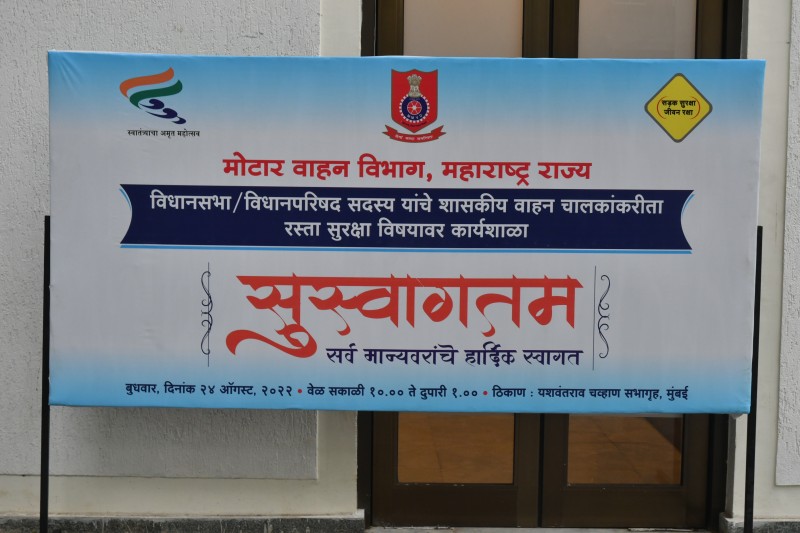 स्वातंत्र्याचा अमृत महोत्सव
सड़क सुरक्षा
जीवन रक्षा
मोटार वाहन विभाग, महाराष्ट्र राज्य
विधानसभा/विधानपरिषद सदस्य यांचे शासकीय वाहन चालकांकरीता
रस्ता सुरक्षा विषयावर कार्यशाळा
सुस्वागतम
सर्व मान्यवरांचे हार्दिक स्वागत
बुधवार, दिनांक २४ ऑगस्ट, २०२२ • वेळ सकाळी १०.०० ते दुपारी १.०० • ठिकाण : यशवंतराव चव्हाण सभागृह, मुंबई